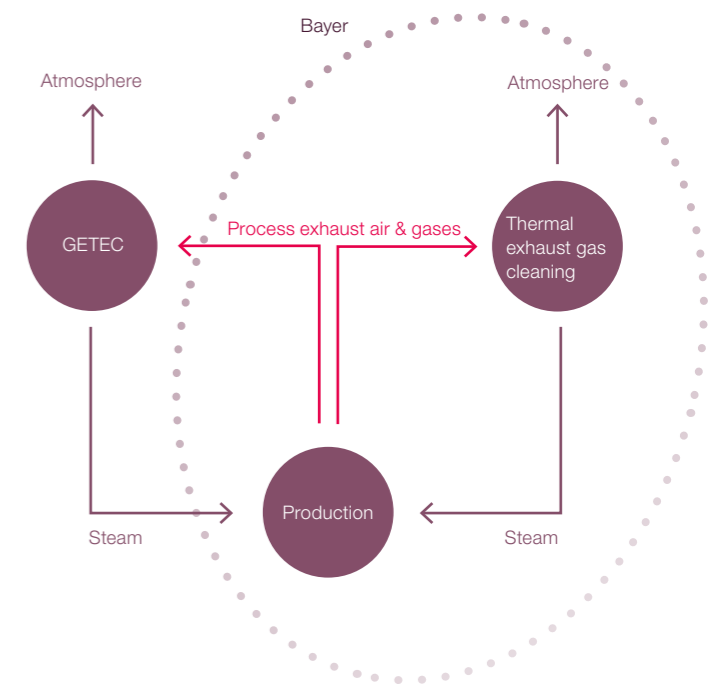 Bayer
Atmosphere
Atmosphere
Process exhaust air & gases
GETEC
Thermal
exhaust gas
cleaning
Production
Steam
Steam